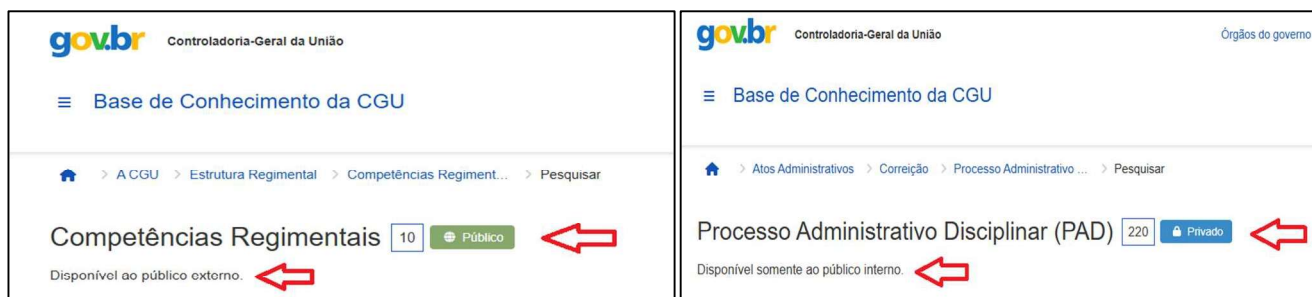 gov.br Controladoria-Geral da União
Base de Conhecimento da CGU
> A CGU > Estrutura Regimental > Competências Regiment... > Pesquisar
Competências Regimentais 10 Público
Disponível ao público externo.
gov.br Controladoria-Geral da União Órgãos do governo
Base de Conhecimento da CGU
> Atos Administrativos > Correição > Processo Administrativo ... > Pesquisar
Processo Administrativo Disciplinar (PAD) 220 Privado
Disponível somente ao público interno.